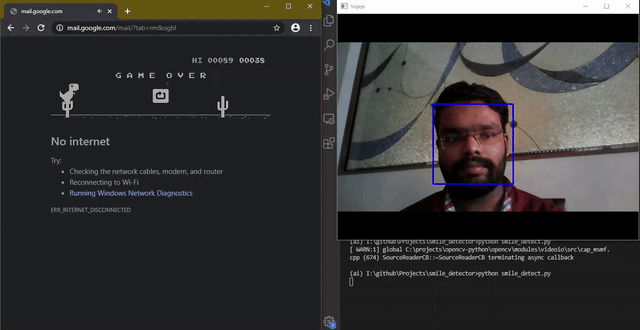 mail.google.com
mail.google.com/mail/?tab=rm&ogbl
HI 00089 00038
GAME OVER
No internet
Try:
Checking the network cables, modem, and router
Reconnecting to Wi-Fi
Running Windows Network Diagnostics
ERR_INTERNET_DISCONNECTED
Video
(ai) I:\github\Projects\smile_detector>python smile_detect.py
[ WARN:1] global C:\projects\opencv-python\opencv\modules\videoio\src\cap_msmf.
cpp (674) SourceReaderCB::~SourceReaderCB terminating async callback
(ai) I:\github\Projects\smile_detector>python smile_detect.py